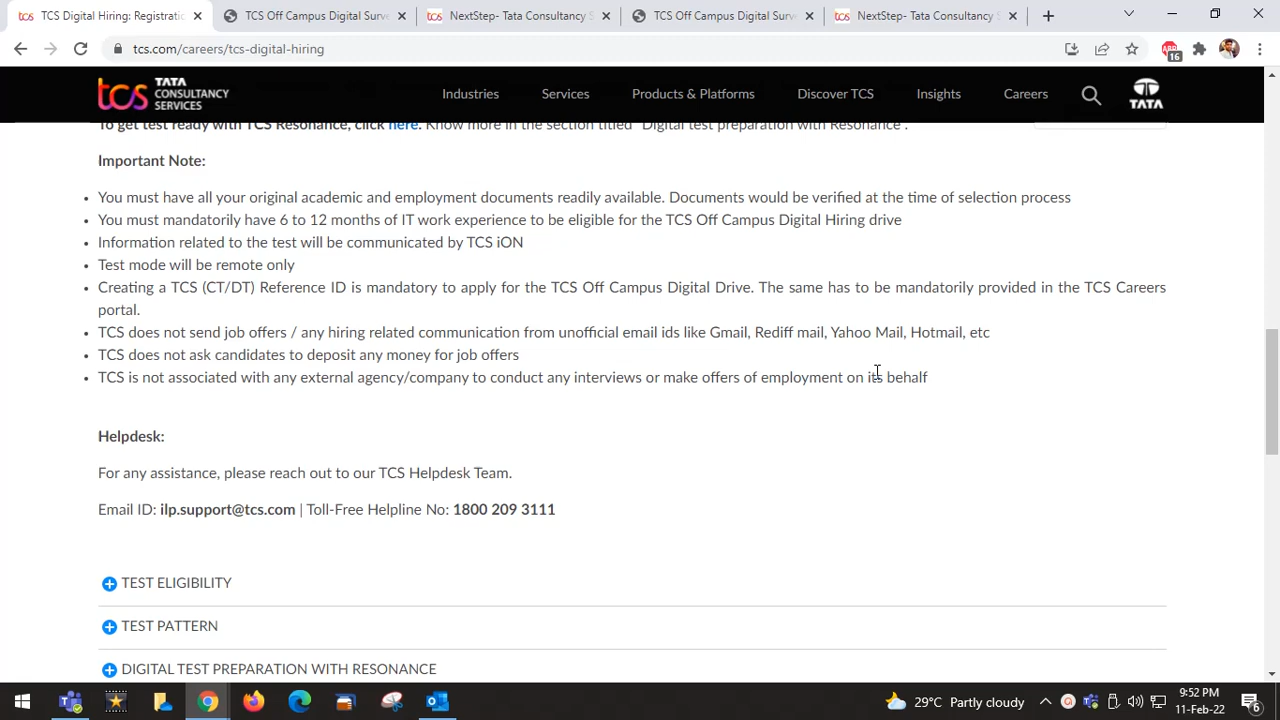 TCS Digital Hiring: Registratio
TCS Off Campus Digital Surve
NextStep- Tata Consultancy S
TCS Off Campus Digital Surve
NextStep- Tata Consultancy S
tcs.com/careers/tcs-digital-hiring
16
tcs TATA CONSULTANCY SERVICES
Industries
Services
Products & Platforms
Discover TCS
Insights
Careers
TATA
To get test ready with TCS Resonance, click here. Know more in the section titled "Digital test preparation with Resonance".
Important Note:
• You must have all your original academic and employment documents readily available. Documents would be verified at the time of selection process
• You must mandatorily have 6 to 12 months of IT work experience to be eligible for the TCS Off Campus Digital Hiring drive
• Information related to the test will be communicated by TCS iON
• Test mode will be remote only
• Creating a TCS (CT/DT) Reference ID is mandatory to apply for the TCS Off Campus Digital Drive. The same has to be mandatorily provided in the TCS Careers
portal.
• TCS does not send job offers / any hiring related communication from unofficial email ids like Gmail, Rediff mail, Yahoo Mail, Hotmail, etc
• TCS does not ask candidates to deposit any money for job offers
• TCS is not associated with any external agency/company to conduct any interviews or make offers of employment on its behalf
Helpdesk:
For any assistance, please reach out to our TCS Helpdesk Team.
Email ID: ilp.support@tcs.com | Toll-Free Helpline No: 1800 209 3111
TEST ELIGIBILITY
TEST PATTERN
DIGITAL TEST PREPARATION WITH RESONANCE
29°C Partly cloudy
9:52 PM
11-Feb-22
6